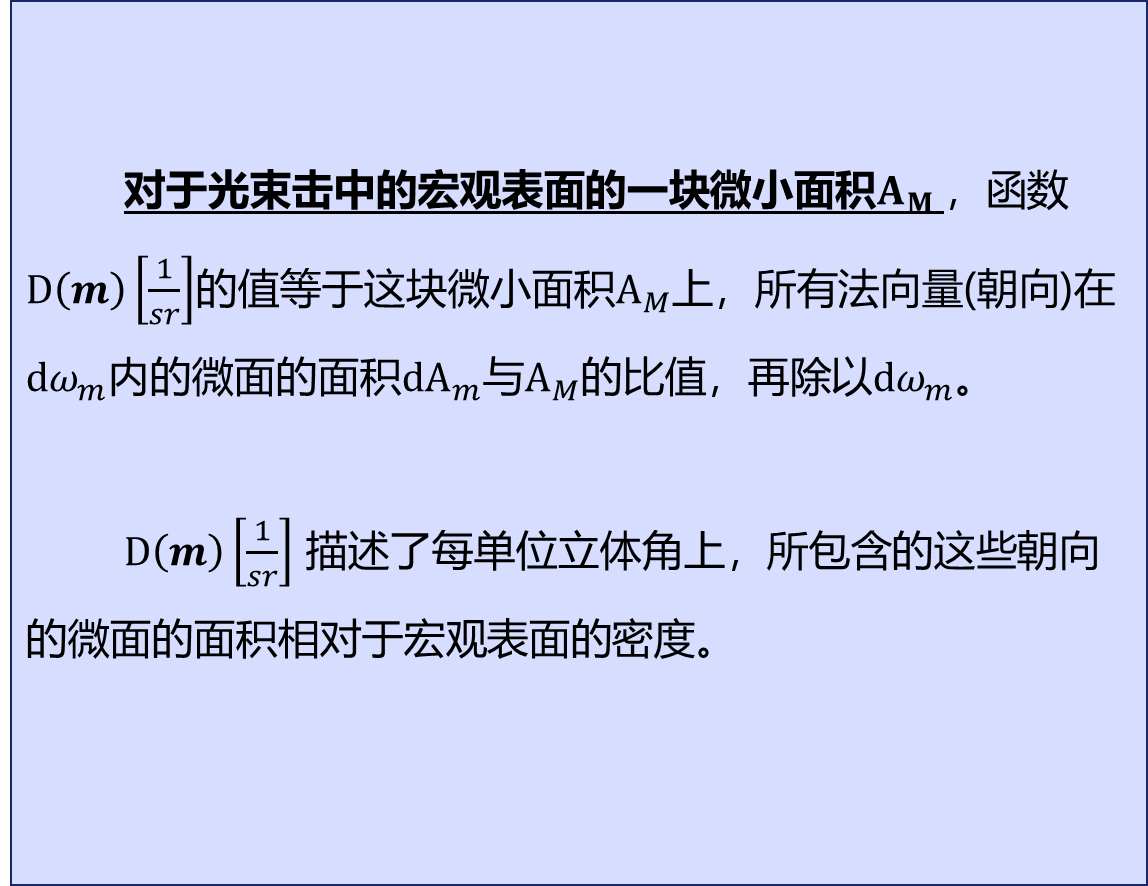 对于光束击中的宏观表面的一块微小面积A_M，函数
D(m)[1/sr]的值等于这块微小面积A_M上，所有法向量(朝向)在
dω_m内的微面的面积dA_m与A_M的比值，再除以dω_m。
D(m)[1/sr] 描述了每单位立体角上，所包含的这些朝向
的微面的面积相对于宏观表面的密度。